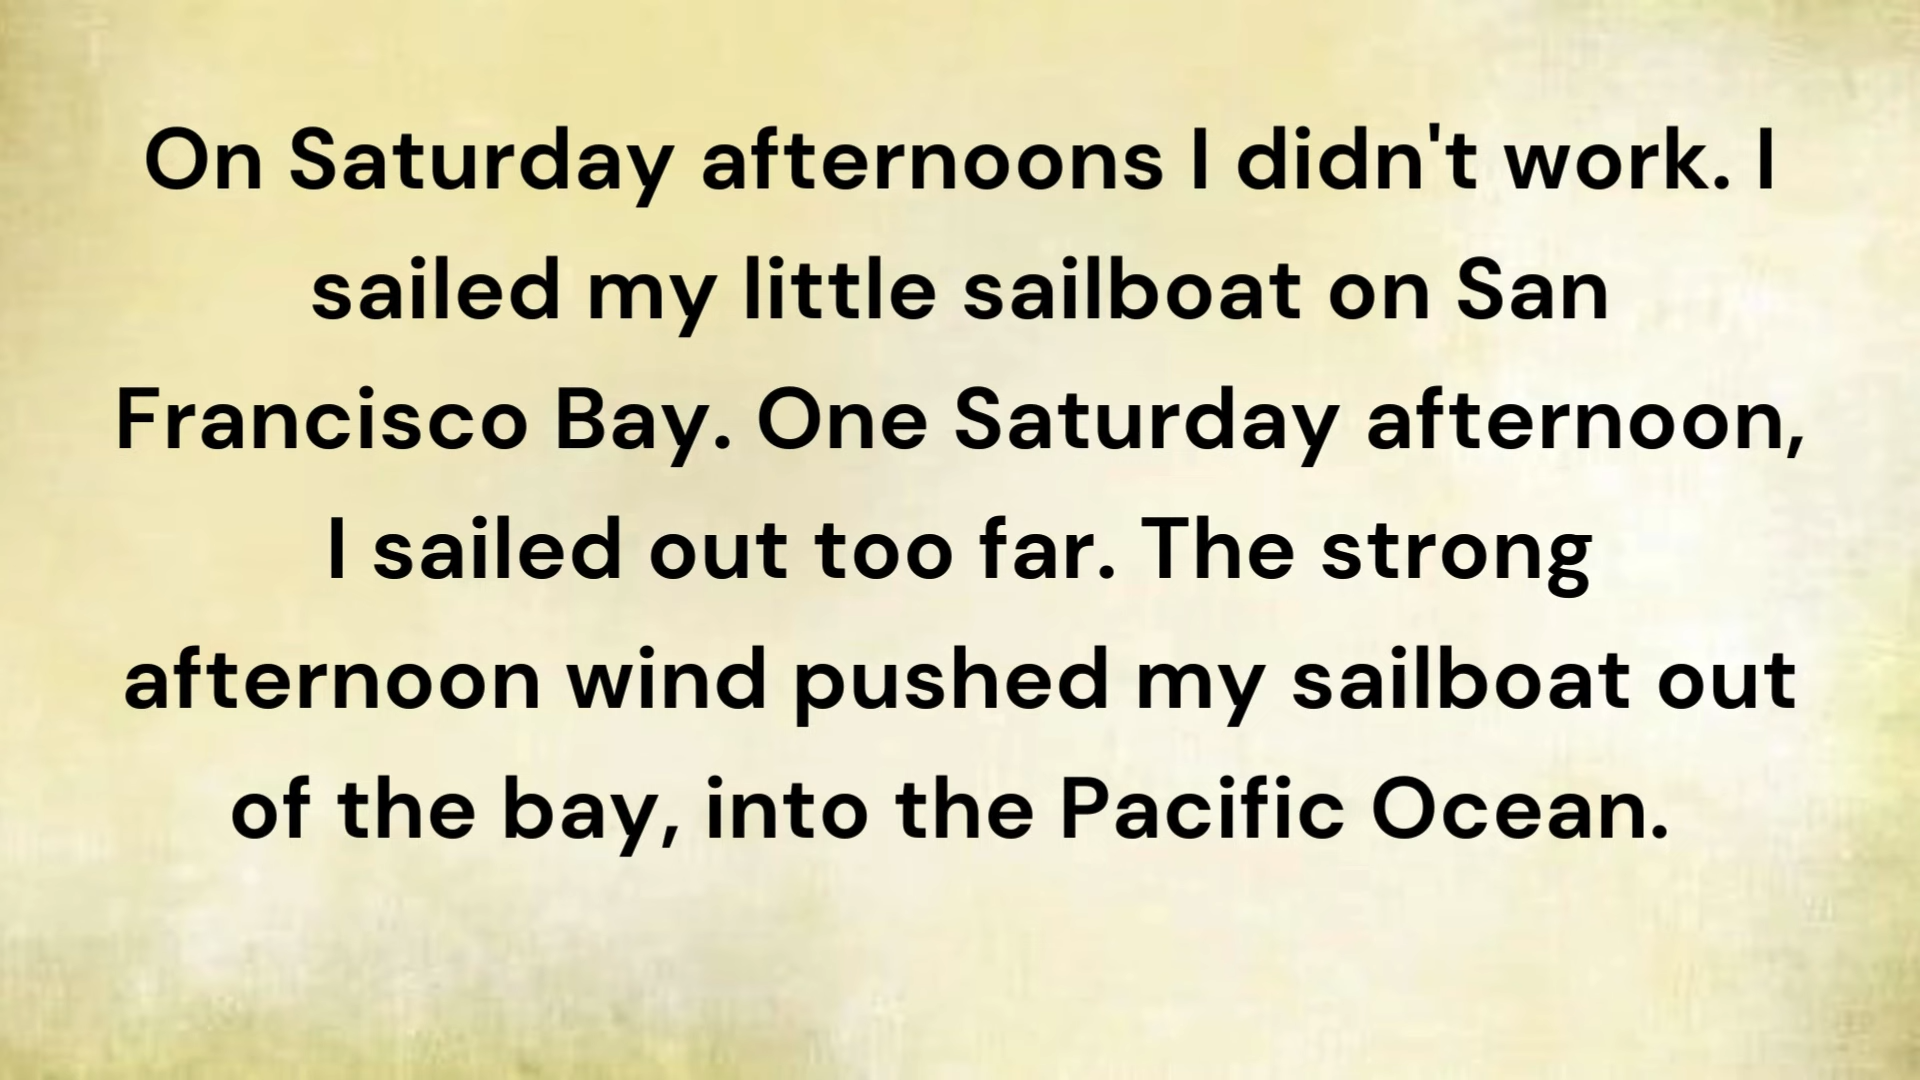 On Saturday afternoons I didn't work. I
sailed my little sailboat on San
Francisco Bay. One Saturday afternoon,
I sailed out too far. The strong
afternoon wind pushed my sailboat out
of the bay, into the Pacific Ocean.